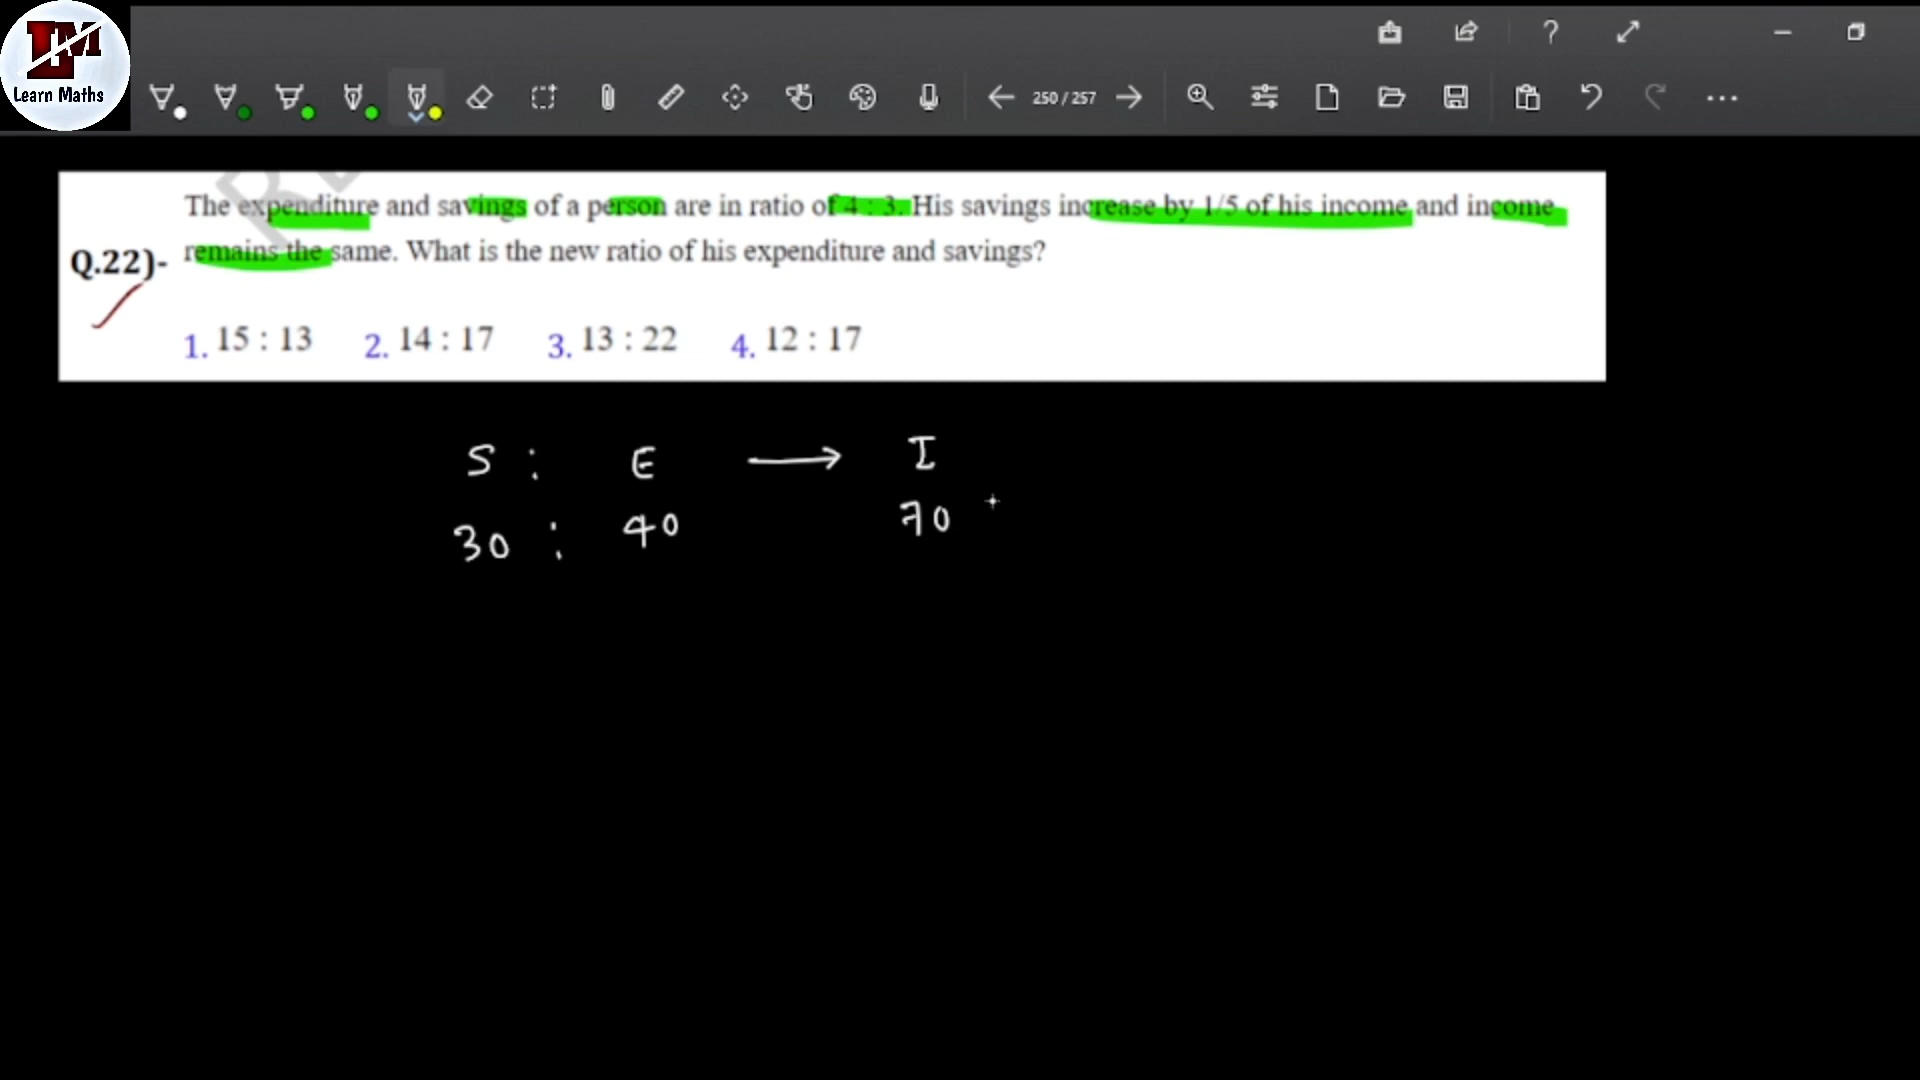 LM
Learn Maths
250 / 257
The expenditure and savings of a person are in ratio of 4 : 3. His savings increase by 1/5 of his income and income
Q.22)- remains the same. What is the new ratio of his expenditure and savings?
1. 15 : 13 2. 14 : 17 3. 13 : 22 4. 12 : 17
S : E → I
30 : 40 70